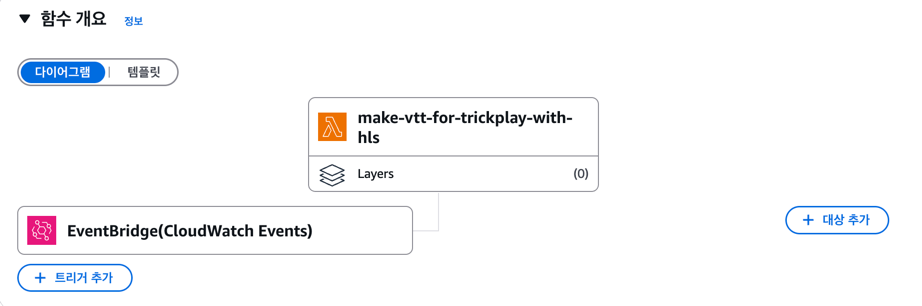 ▼ 함수 개요 정보
다이어그램 | 템플릿
make-vtt-for-trickplay-with-
hls
Layers (0)
EventBridge(CloudWatch Events)
+ 대상 추가
+ 트리거 추가